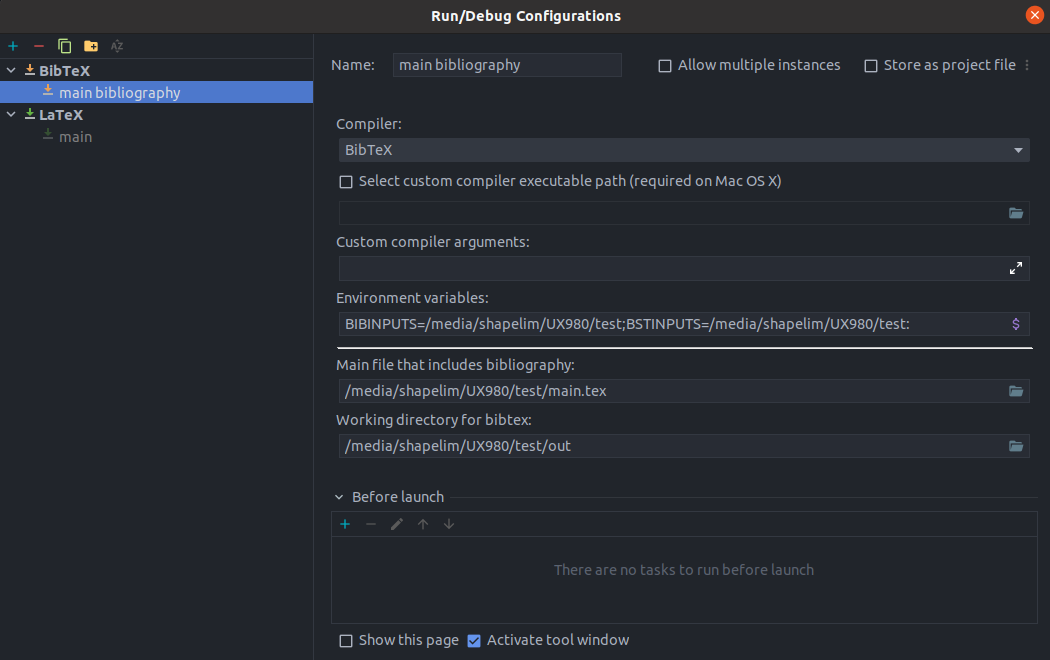 Run/Debug Configurations
BibTeX
main bibliography
LaTeX
main
Name: main bibliography Allow multiple instances Store as project file
Compiler:
BibTeX
Select custom compiler executable path (required on Mac OS X)
Custom compiler arguments:
Environment variables:
BIBINPUTS=/media/shapelim/UX980/test;BSTINPUTS=/media/shapelim/UX980/test: $
Main file that includes bibliography:
/media/shapelim/UX980/test/main.tex
Working directory for bibtex:
/media/shapelim/UX980/test/out
Before launch
There are no tasks to run before launch
Show this page Activate tool window